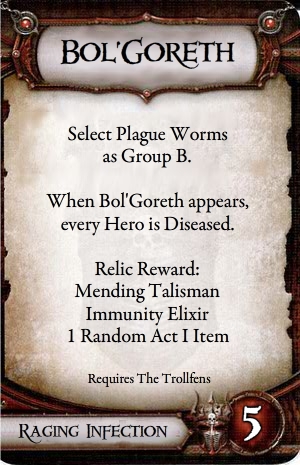 Bol'Goreth
Select Plague Worms
as Group B.
When Bol'Goreth appears,
every Hero is Diseased.
Relic Reward:
Mending Talisman
Immunity Elixir
1 Random Act I Item
Requires The Trollfens
Raging Infection
5